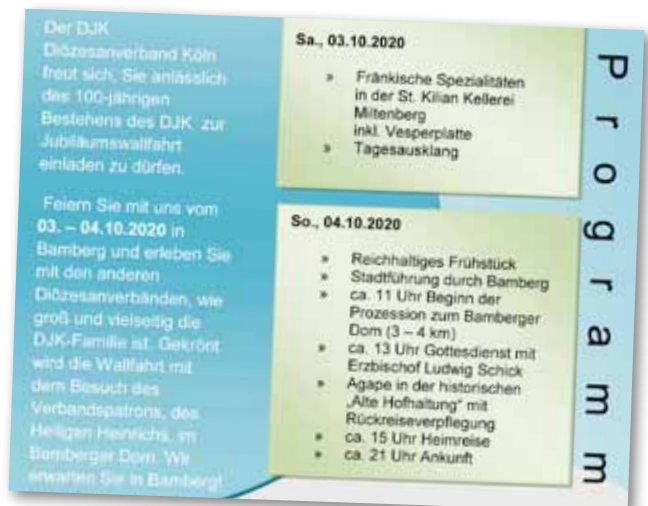 Der DJK
Diözesanverband Köln
freut sich, Sie anlässlich
des 100-jährigen
Bestehens des DJK zur
Jubiläumswallfahrt
einladen zu dürfen.
Feiern Sie mit uns vom
03. – 04.10.2020 in
Bamberg und erleben Sie
mit den anderen
Diözesanverbänden, wie
groß und vielseitig die
DJK-Familie ist. Gekrönt
wird die Wallfahrt mit
dem Besuch des
Verbandspatrons, des
Heiligen Heinrichs, im
Bamberger Dom. Wir
erwarten Sie in Bamberg!
Sa., 03.10.2020
» Fränkische Spezialitäten
in der St. Kilian Kellerei
Miltenberg
inkl. Vesperplatte
» Tagesausklang
So., 04.10.2020
» Reichhaltiges Frühstück
» Stadtführung durch Bamberg
» ca. 11 Uhr Beginn der
Prozession zum Bamberger
Dom (3 – 4 km)
» ca. 13 Uhr Gottesdienst mit
Erzbischof Ludwig Schick
» Agape in der historischen
„Alte Hofhaltung" mit
Rückreiseverpflegung
» ca. 15 Uhr Heimreise
» ca. 21 Uhr Ankunft
Programm